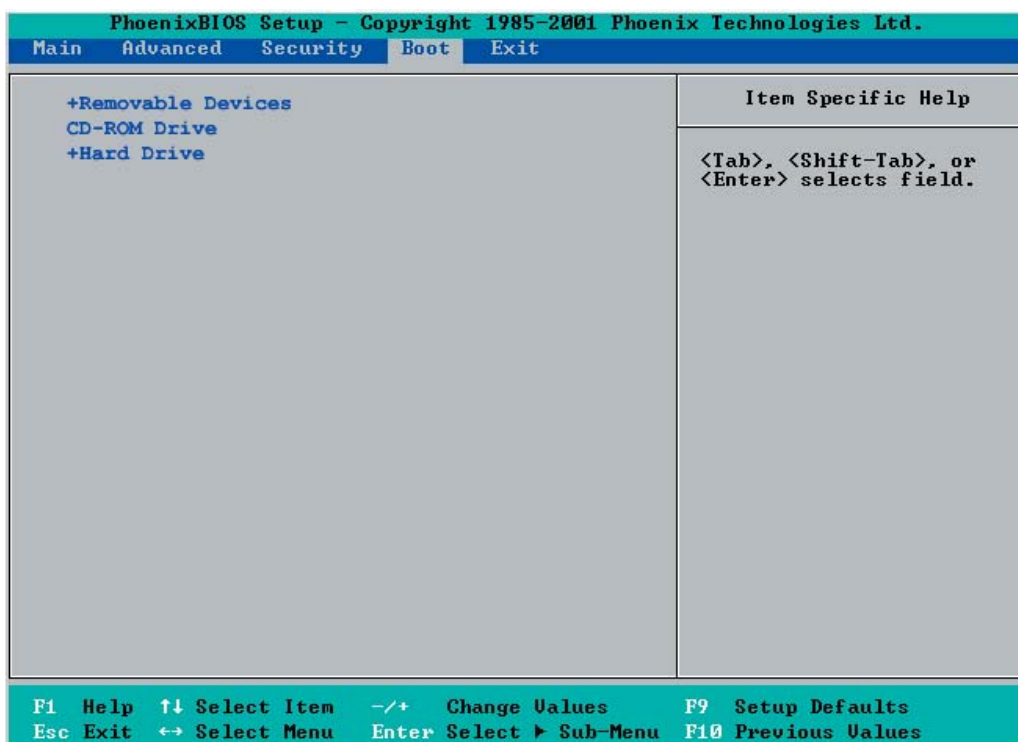 PhoenixBIOS Setup - Copyright 1985-2001 Phoenix Technologies Ltd.
Main Advanced Security Boot Exit
+Removable Devices
CD-ROM Drive
+Hard Drive
Item Specific Help
<Tab>, <Shift-Tab>, or
<Enter> selects field.
F1 Help ↑↓ Select Item -/+ Change Values F9 Setup Defaults
Esc Exit ↔ Select Menu Enter Select ▶ Sub-Menu F10 Previous Values